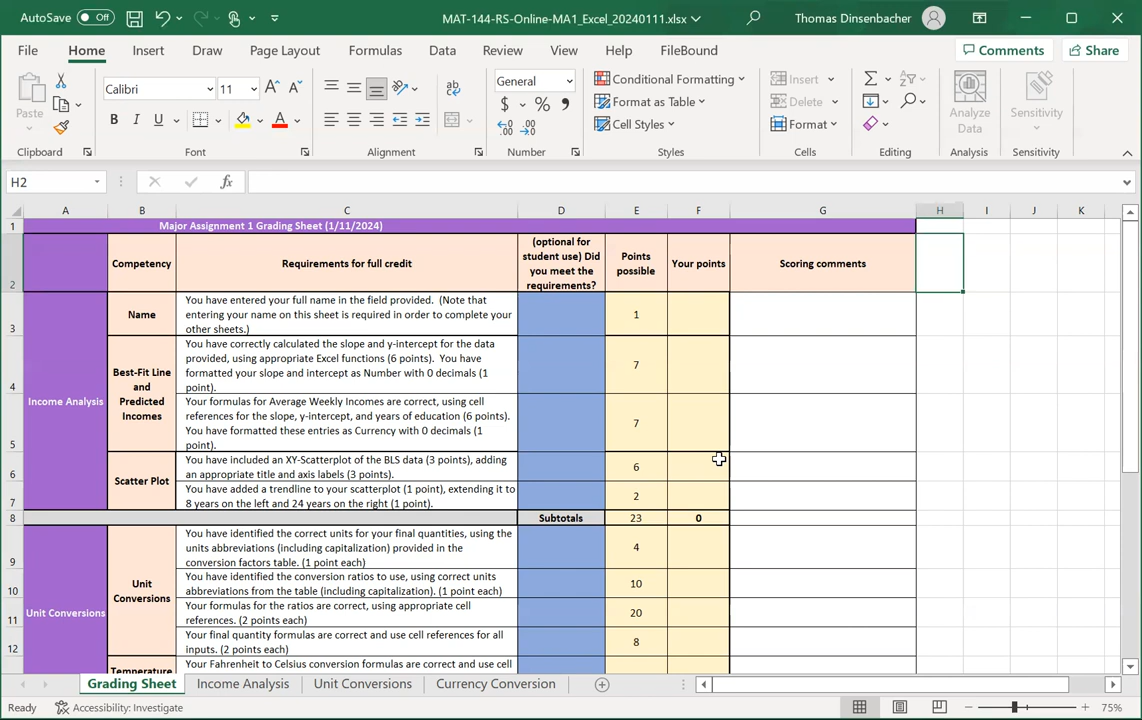 AutoSave Off MAT-144-RS-Online-MA1_Excel_20240111.xlsx Thomas Dinsenbacher
File Home Insert Draw Page Layout Formulas Data Review View Help FileBound Comments Share
Paste
Clipboard
Calibri 11
B I U A
Font
ab
Alignment
General
$ % ,
Number
Conditional Formatting
Format as Table
Cell Styles
Styles
Insert
Delete
Format
Cells
Editing
Analyze
Data
Analysis
Sensitivity
Sensitivity
H2 fx
A B C D E F G H I J K
1 Major Assignment 1 Grading Sheet (1/11/2024)
2 Competency Requirements for full credit
(optional for
student use) Did
you meet the
requirements?
Points
possible
Your points Scoring comments
Income Analysis
3 Name
You have entered your full name in the field provided. (Note that
entering your name on this sheet is required in order to complete your
other sheets.)
1
Best-Fit Line
and
Predicted
Incomes
4
You have correctly calculated the slope and y-intercept for the data
provided, using appropriate Excel functions (6 points). You have
formatted your slope and intercept as Number with 0 decimals (1
point).
7
5
Your formulas for Average Weekly Incomes are correct, using cell
references for the slope, y-intercept, and years of education (6 points).
You have formatted these entries as Currency with 0 decimals (1
point).
7
Scatter Plot
6
You have included an XY-Scatterplot of the BLS data (3 points), adding
an appropriate title and axis labels (3 points).
6
7
You have added a trendline to your scatterplot (1 point), extending it to
8 years on the left and 24 years on the right (1 point).
2
8 Subtotals 23 0
Unit Conversions
Unit
Conversions
9
You have identified the correct units for your final quantities, using the
units abbreviations (including capitalization) provided in the
conversion factors table. (1 point each)
4
10
You have identified the conversion ratios to use, using correct units
abbreviations from the table (including capitalization). (1 point each)
10
11
Your formulas for the ratios are correct, using appropriate cell
references. (2 points each)
20
12
Your final quantity formulas are correct and use cell references for all
inputs. (2 points each)
8
Temperature
Your Fahrenheit to Celsius conversion formulas are correct and use cell
Grading Sheet Income Analysis Unit Conversions Currency Conversion
Ready Accessibility: Investigate 75%